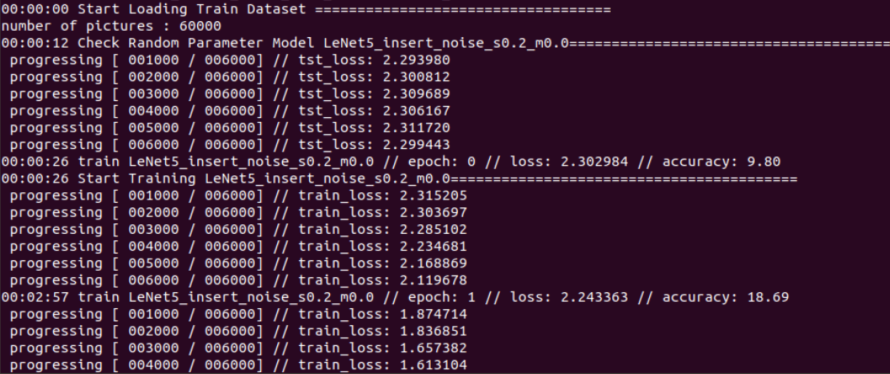 00:00:00 Start Loading Train Dataset ===================================
number of pictures : 60000
00:00:12 Check Random Parameter Model LeNet5_insert_noise_s0.2_m0.0======================================
progressing [ 001000 / 006000] // tst_loss: 2.293980
progressing [ 002000 / 006000] // tst_loss: 2.300812
progressing [ 003000 / 006000] // tst_loss: 2.309689
progressing [ 004000 / 006000] // tst_loss: 2.306167
progressing [ 005000 / 006000] // tst_loss: 2.311720
progressing [ 006000 / 006000] // tst_loss: 2.299443
00:00:26 train LeNet5_insert_noise_s0.2_m0.0 // epoch: 0 // loss: 2.302984 // accuracy: 9.80
00:00:26 Start Training LeNet5_insert_noise_s0.2_m0.0=========================================
progressing [ 001000 / 006000] // train_loss: 2.315205
progressing [ 002000 / 006000] // train_loss: 2.303697
progressing [ 003000 / 006000] // train_loss: 2.285102
progressing [ 004000 / 006000] // train_loss: 2.234681
progressing [ 005000 / 006000] // train_loss: 2.168869
progressing [ 006000 / 006000] // train_loss: 2.119678
00:02:57 train LeNet5_insert_noise_s0.2_m0.0 // epoch: 1 // loss: 2.243363 // accuracy: 18.69
progressing [ 001000 / 006000] // train_loss: 1.874714
progressing [ 002000 / 006000] // train_loss: 1.836851
progressing [ 003000 / 006000] // train_loss: 1.657382
progressing [ 004000 / 006000] // train_loss: 1.613104